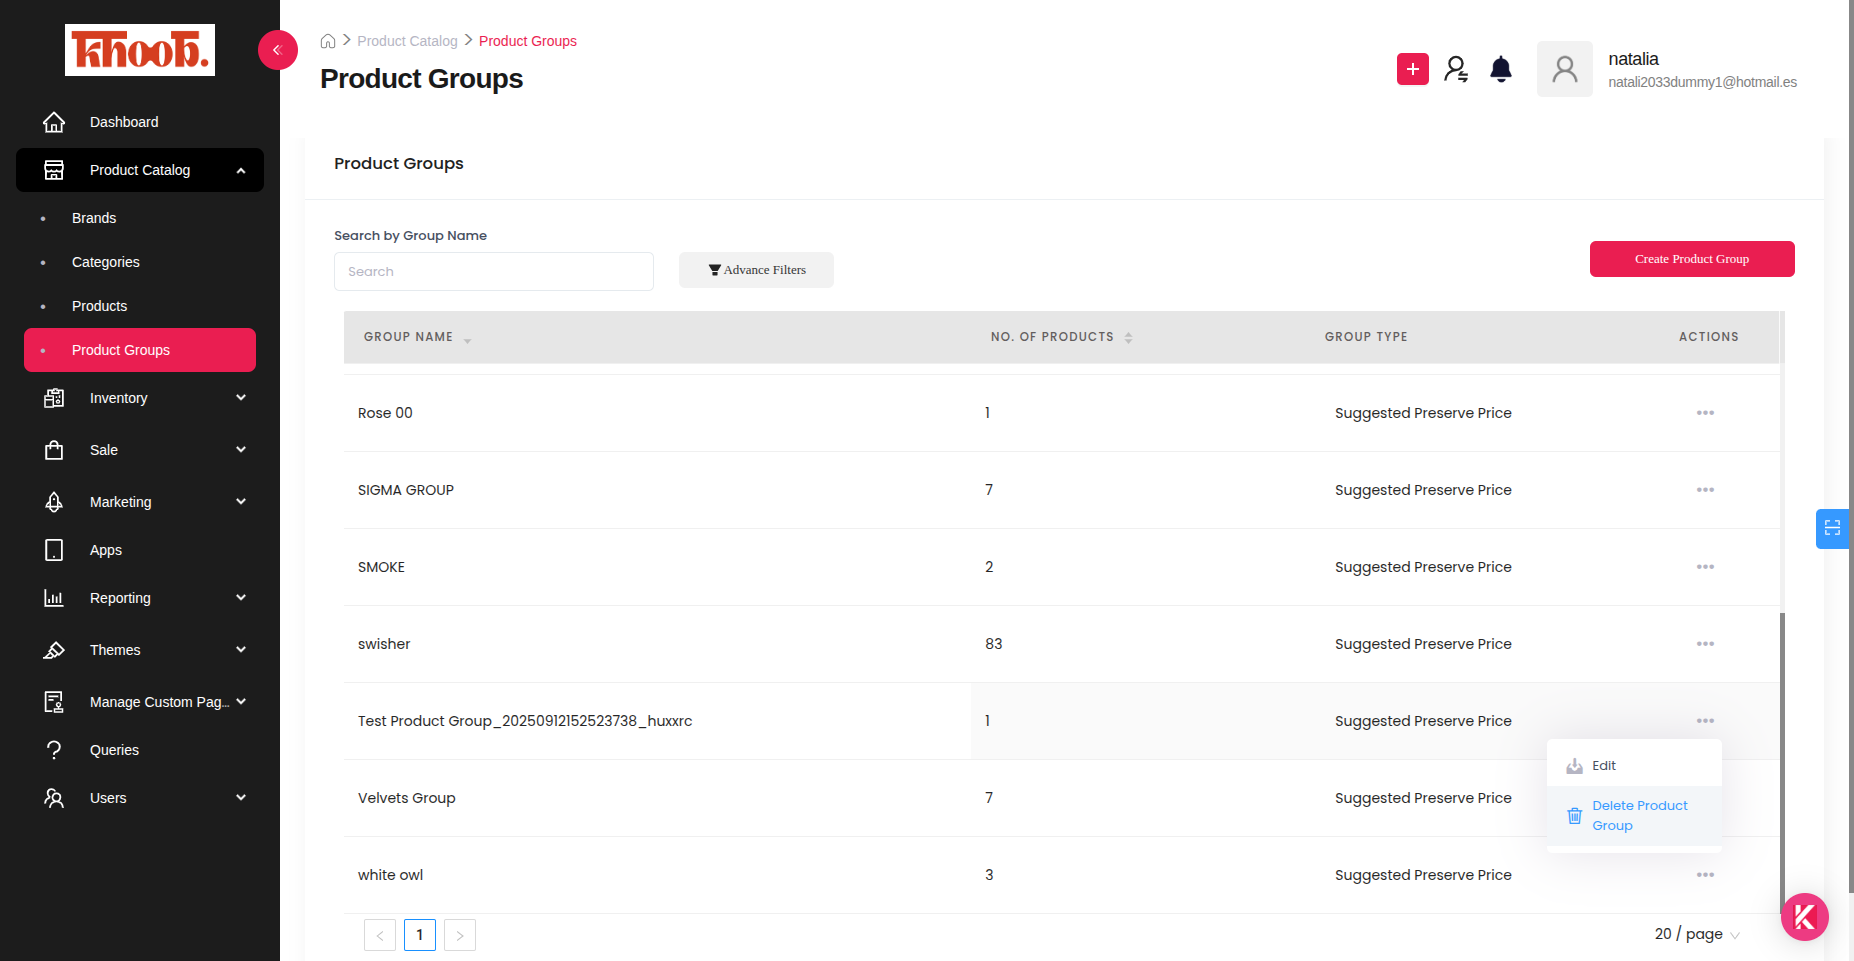 Khoob.
Dashboard
Product Catalog
Brands
Categories
Products
Product Groups
Inventory
Sale
Marketing
Apps
Reporting
Themes
Manage Custom Pag...
Queries
Users
Product Catalog
Product Groups
Product Groups
natalia
natali2033dummy1@hotmail.es
Product Groups
Search by Group Name
Search
Advance Filters
Create Product Group
GROUP NAME
NO. OF PRODUCTS
GROUP TYPE
ACTIONS
Rose 00
1
Suggested Preserve Price
SIGMA GROUP
7
Suggested Preserve Price
SMOKE
2
Suggested Preserve Price
swisher
83
Suggested Preserve Price
Test Product Group_20250912152523738_huxxrc
1
Suggested Preserve Price
Velvets Group
7
Suggested Preserve Price
Edit
Delete Product
Group
white owl
3
Suggested Preserve Price
1
20 / page
K